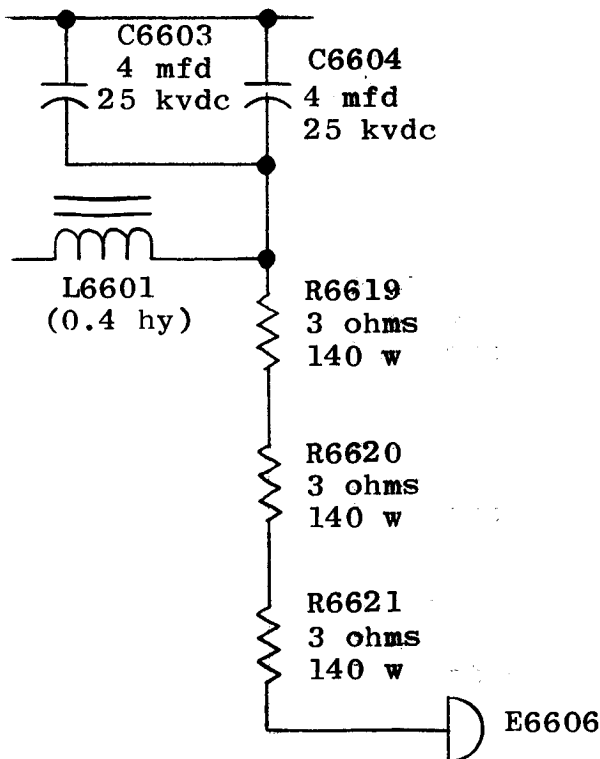 C6603
4 mfd
25 kvdc
C6604
4 mfd
25 kvdc
L6601
(0.4 hy)
R6619
3 ohms
140 w
R6620
3 ohms
140 w
R6621
3 ohms
140 w
E6606